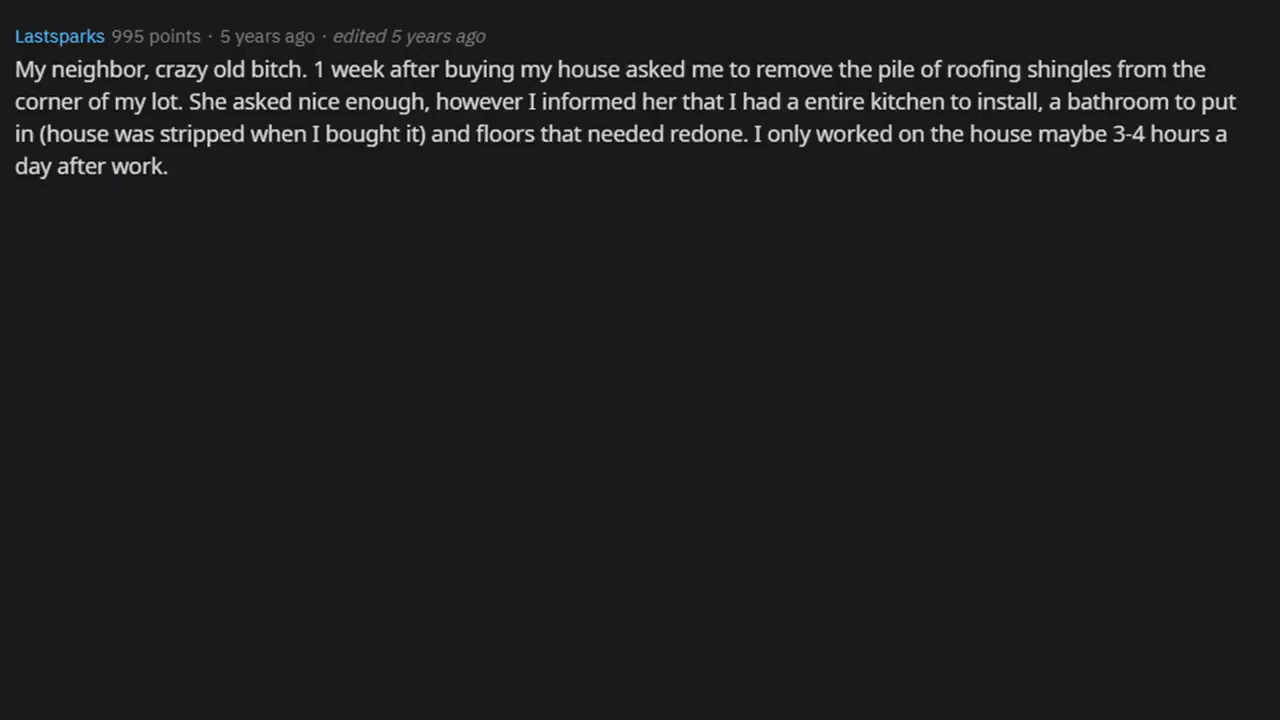 Lastsparks 995 points · 5 years ago · edited 5 years ago
My neighbor, crazy old bitch. 1 week after buying my house asked me to remove the pile of roofing shingles from the
corner of my lot. She asked nice enough, however I informed her that I had a entire kitchen to install, a bathroom to put
in (house was stripped when I bought it) and floors that needed redone. I only worked on the house maybe 3-4 hours a
day after work.